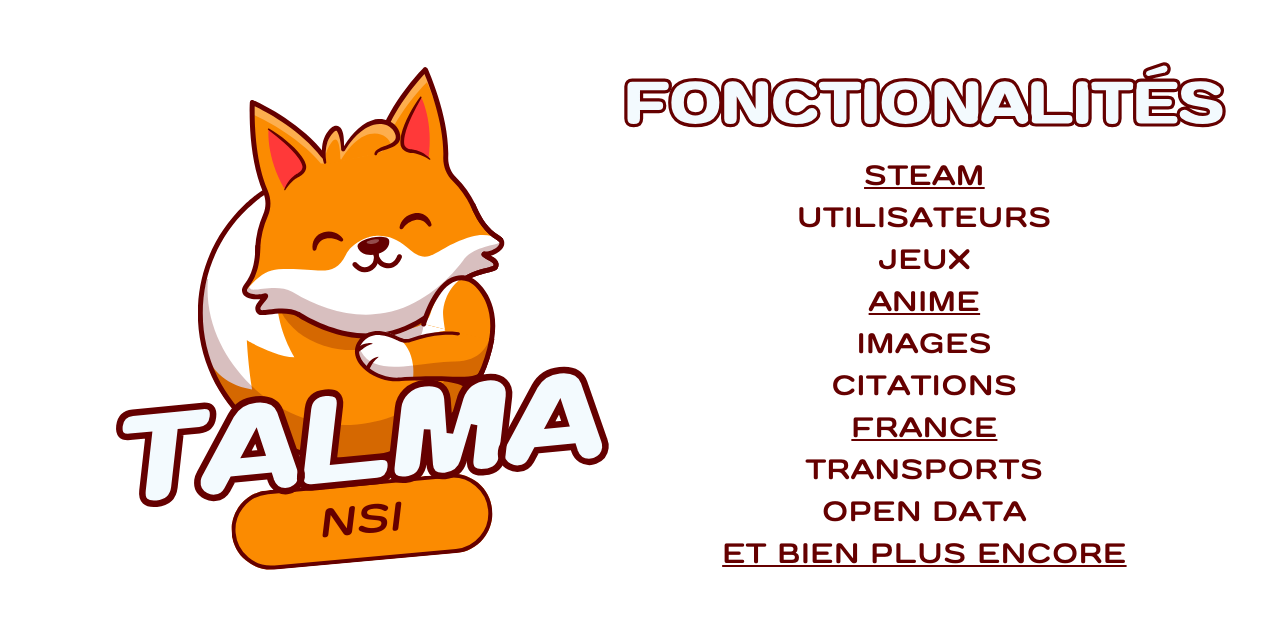 TALMA
NSI
FONCTIONALITÉS
STEAM
UTILISATEURS
JEUX
ANIME
IMAGES
CITATIONS
FRANCE
TRANSPORTS
OPEN DATA
ET BIEN PLUS ENCORE